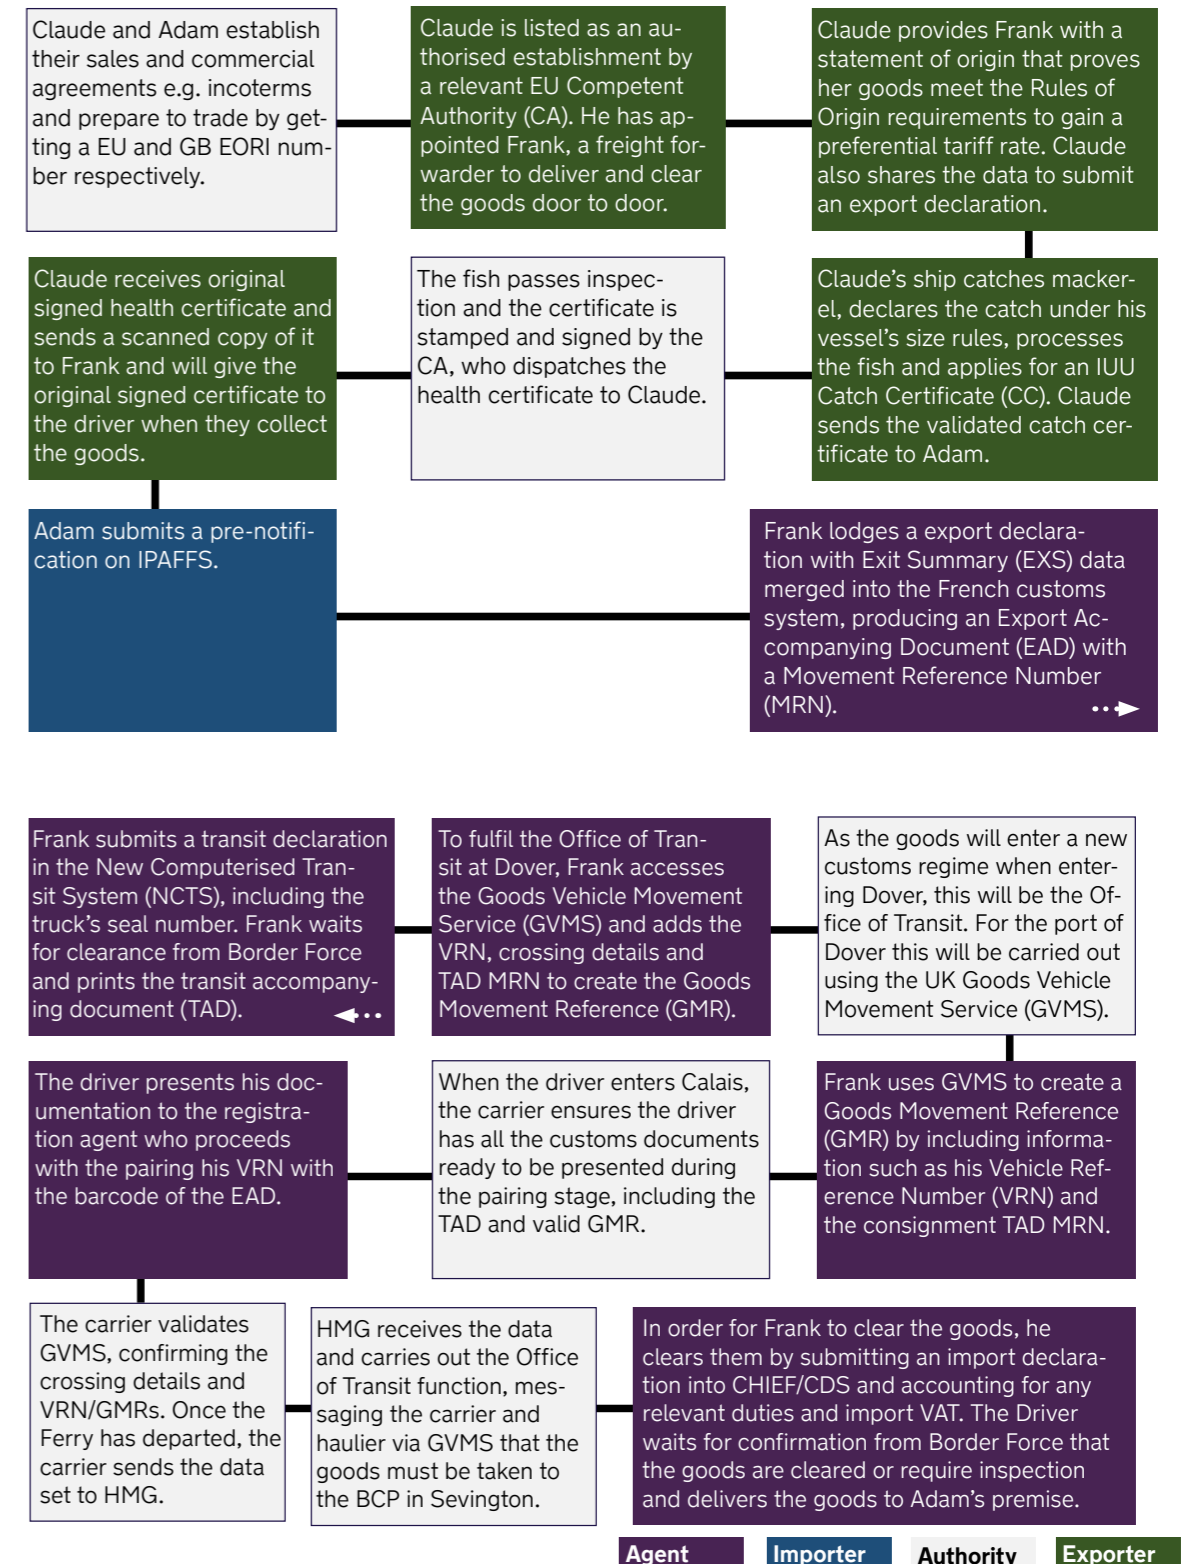 Claude and Adam establish
their sales and commercial
agreements e.g. incoterms
and prepare to trade by get-
ting a EU and GB EORI num-
ber respectively.
Claude is listed as an au-
thorised establishment by
a relevant EU Competent
Authority (CA). He has ap-
pointed Frank, a freight for-
warder to deliver and clear
the goods door to door.
Claude provides Frank with a
statement of origin that proves
her goods meet the Rules of
Origin requirements to gain a
preferential tariff rate. Claude
also shares the data to submit
an export declaration.
Claude receives original
signed health certificate and
sends a scanned copy of it
to Frank and will give the
original signed certificate to
the driver when they collect
the goods.
The fish passes inspec-
tion and the certificate is
stamped and signed by the
CA, who dispatches the
health certificate to Claude.
Claude's ship catches macker-
el, declares the catch under his
vessel's size rules, processes
the fish and applies for an IUU
Catch Certificate (CC). Claude
sends the validated catch cer-
tificate to Adam.
Adam submits a pre-notifi-
cation on IPAFFS.
Frank lodges a export declara-
tion with Exit Summary (EXS) data
merged into the French customs
system, producing an Export Ac-
companying Document (EAD) with
a Movement Reference Number
(MRN).
Frank submits a transit declaration
in the New Computerised Tran-
sit System (NCTS), including the
truck's seal number. Frank waits
for clearance from Border Force
and prints the transit accompany-
ing document (TAD).
To fulfil the Office of Tran-
sit at Dover, Frank accesses
the Goods Vehicle Movement
Service (GVMS) and adds the
VRN, crossing details and
TAD MRN to create the Goods
Movement Reference (GMR).
As the goods will enter a new
customs regime when enter-
ing Dover, this will be the Of-
fice of Transit. For the port of
Dover this will be carried out
using the UK Goods Vehicle
Movement Service (GVMS).
The driver presents his doc-
umentation to the registra-
tion agent who proceeds
with the pairing his VRN with
the barcode of the EAD.
When the driver enters Calais,
the carrier ensures the driver
has all the customs documents
ready to be presented during
the pairing stage, including the
TAD and valid GMR.
Frank uses GVMS to create a
Goods Movement Reference
(GMR) by including informa-
tion such as his Vehicle Ref-
erence Number (VRN) and
the consignment TAD MRN.
The carrier validates
GVMS, confirming the
crossing details and
VRN/GMRs. Once the
Ferry has departed, the
carrier sends the data
set to HMG.
HMG receives the data
and carries out the Office
of Transit function, mes-
saging the carrier and
haulier via GVMS that the
goods must be taken to
the BCP in Sevington.
In order for Frank to clear the goods, he
clears them by submitting an import declara-
tion into CHIEF/CDS and accounting for any
relevant duties and import VAT. The Driver
waits for confirmation from Border Force that
the goods are cleared or require inspection
and delivers the goods to Adam's premise.
Agent
Importer
Authority
Exporter